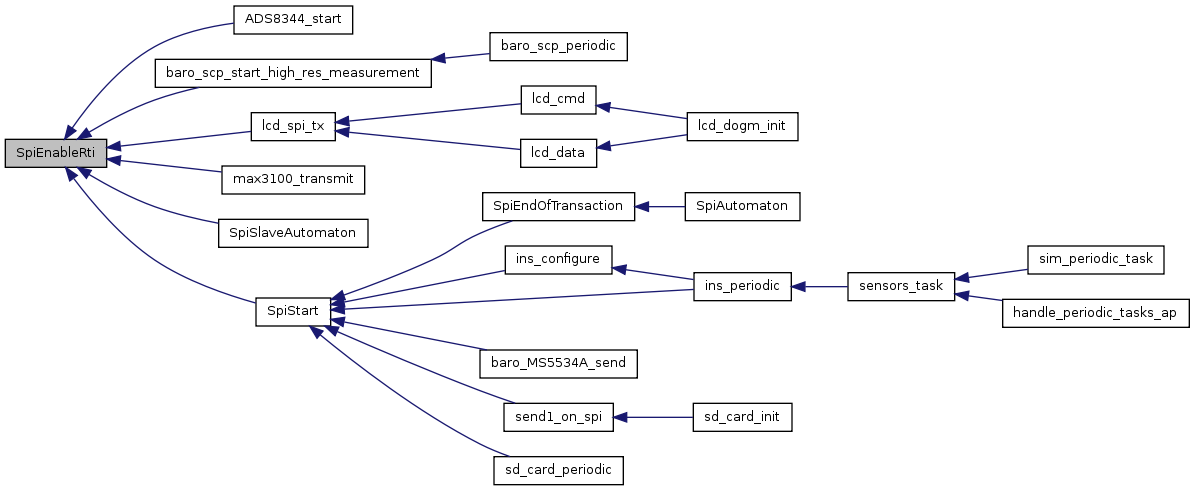 ADS8344_start
baro_scp_periodic
baro_scp_start_high_res_measurement
lcd_cmd
lcd_spi_tx
lcd_dogm_init
SpiEnableRti
lcd_data
max3100_transmit
SpiEndOfTransaction
SpiAutomaton
SpiSlaveAutomaton
ins_configure
sim_periodic_task
ins_periodic
sensors_task
SpiStart
handle_periodic_tasks_ap
baro_MS5534A_send
send1_on_spi
sd_card_init
sd_card_periodic